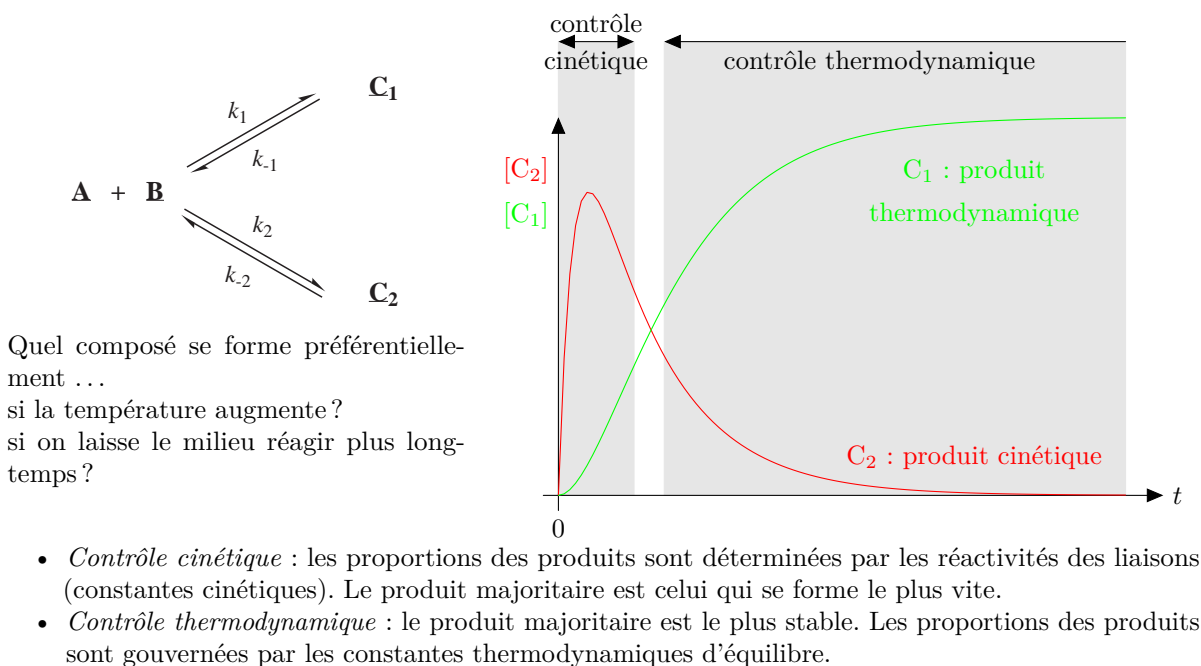 contrôle
cinétique
contrôle thermodynamique
C1
k1
k-1
A + B
k2
k-2
C2
[C2]
[C1]
C1 : produit
thermodynamique
C2 : produit cinétique
t
0
Quel composé se forme préférentielle-
ment ...
si la température augmente ?
si on laisse le milieu réagir plus long-
temps ?
• Contrôle cinétique : les proportions des produits sont déterminées par les réactivités des liaisons
(constantes cinétiques). Le produit majoritaire est celui qui se forme le plus vite.
• Contrôle thermodynamique : le produit majoritaire est le plus stable. Les proportions des produits
sont gouvernées par les constantes thermodynamiques d'équilibre.